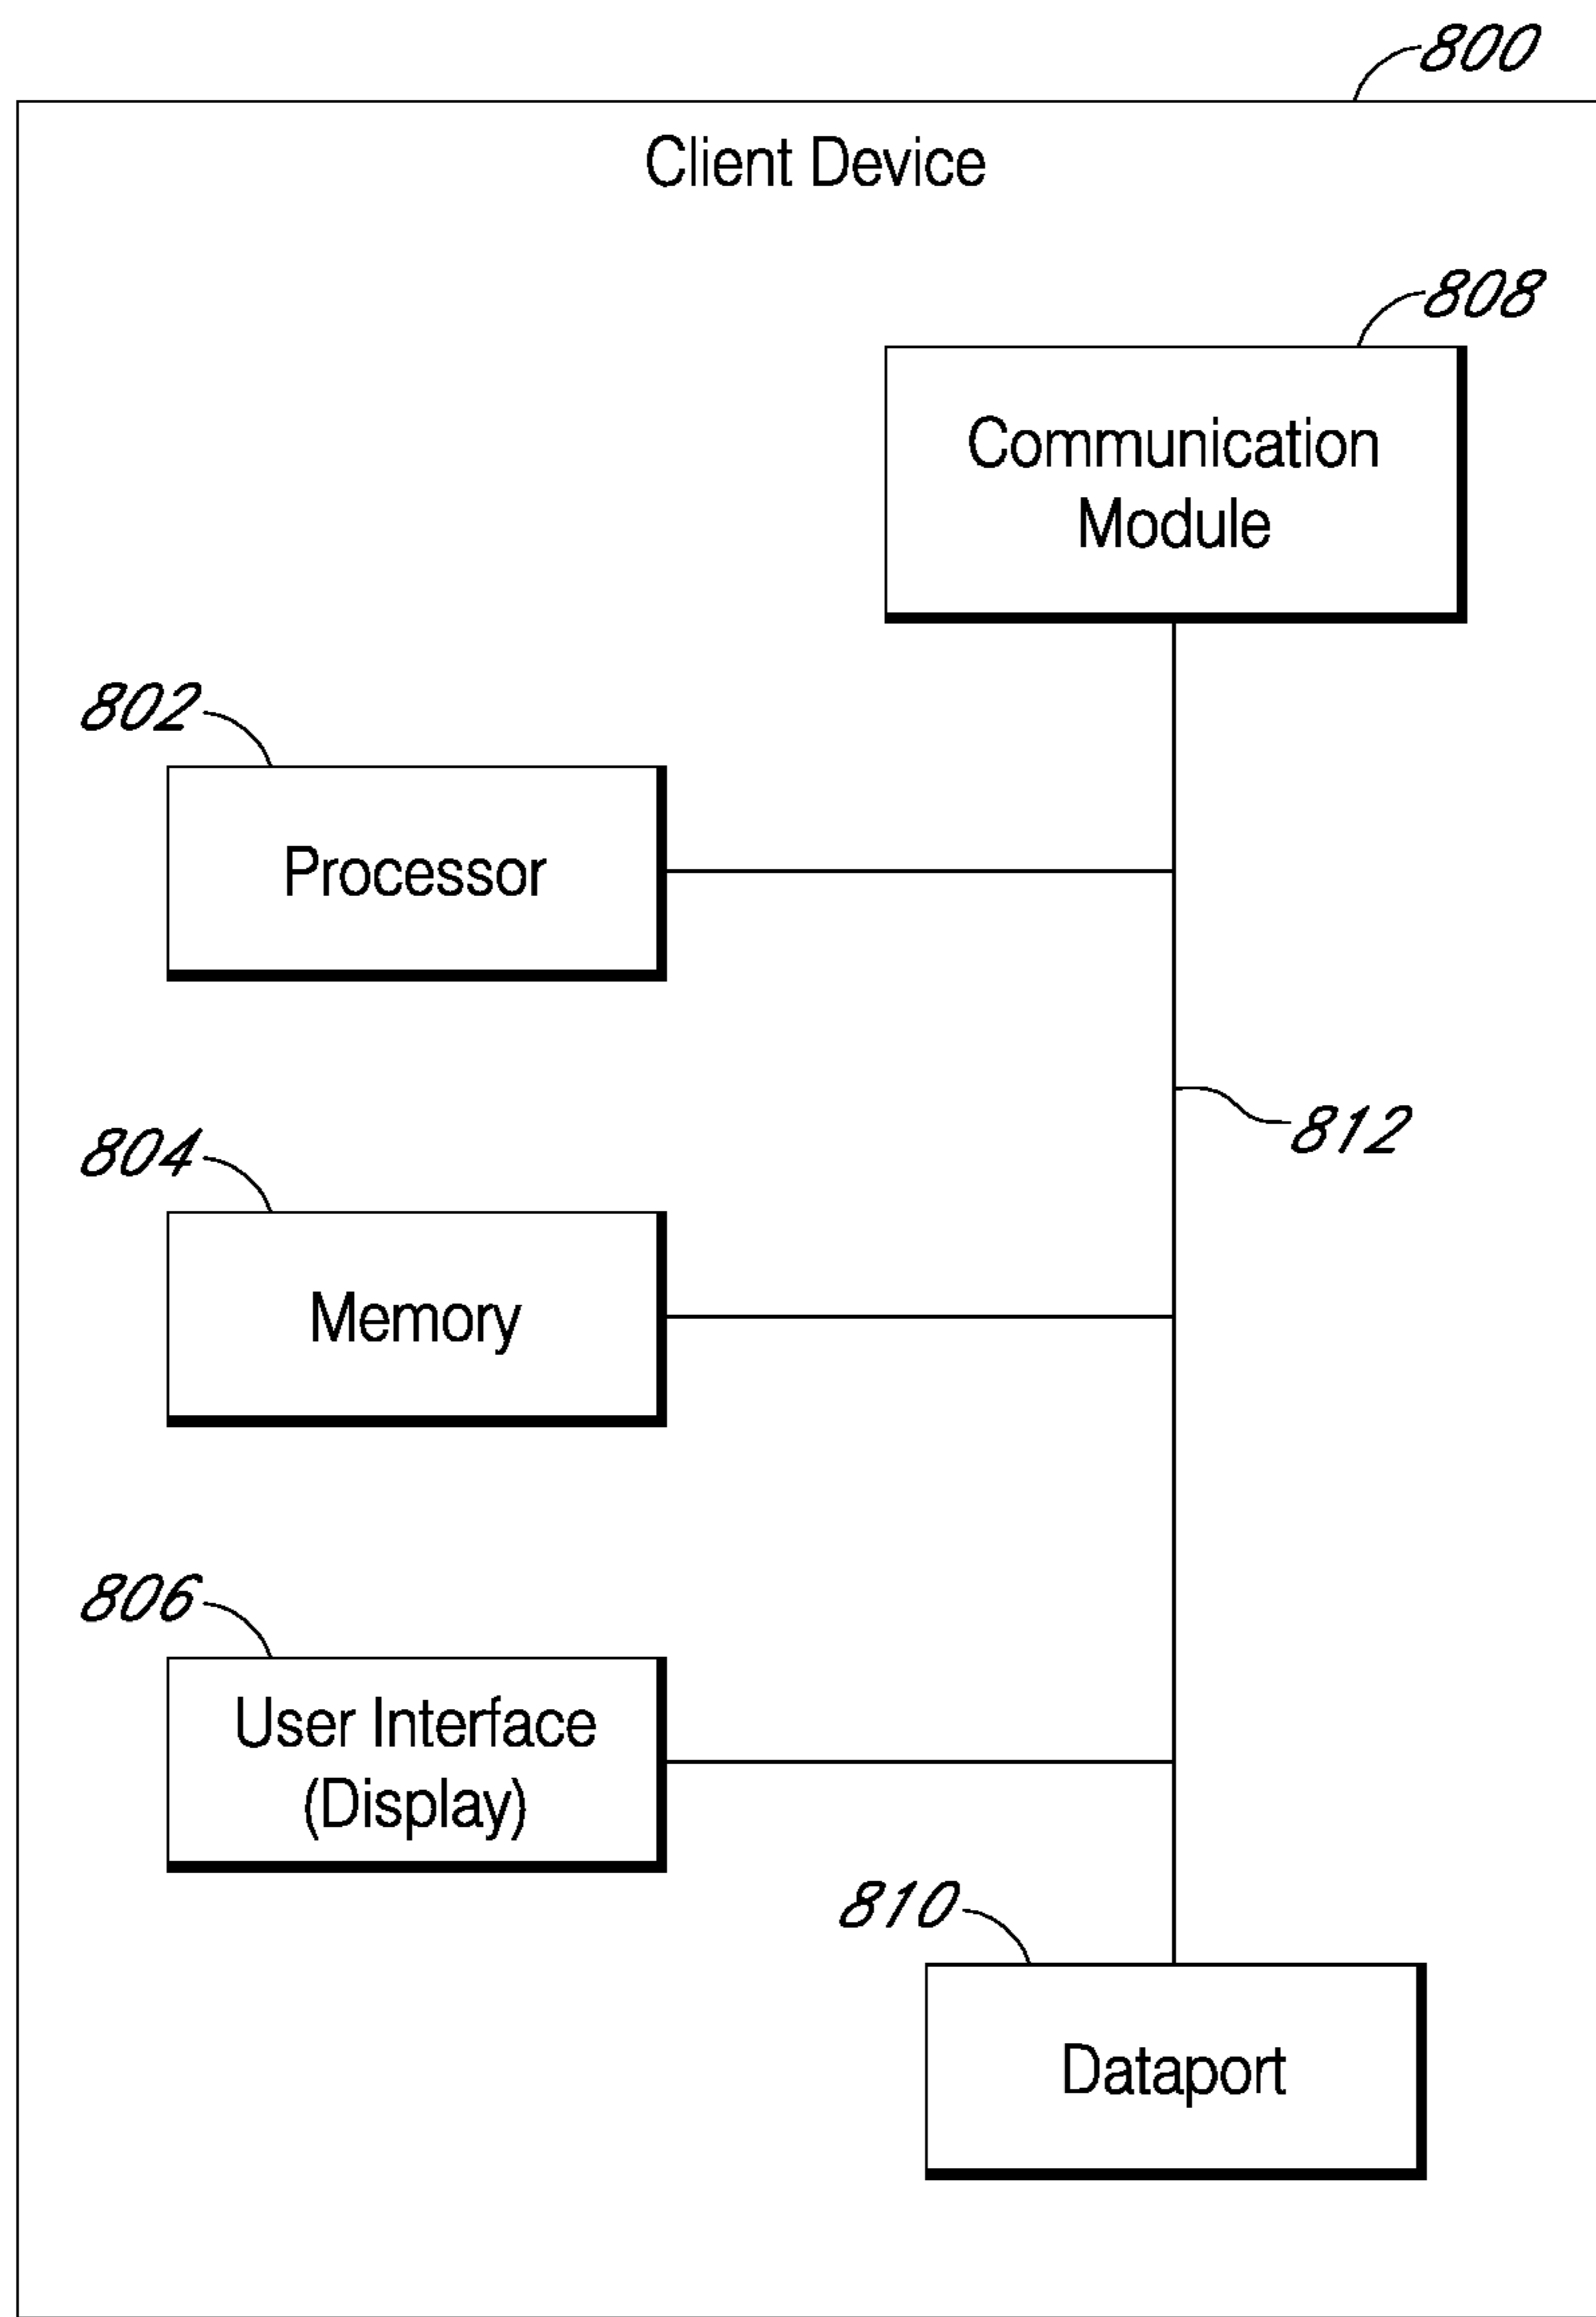 800
Client Device
808
Communication
Module
802
Processor
812
804
Memory
806
User Interface
(Display)
810
Dataport